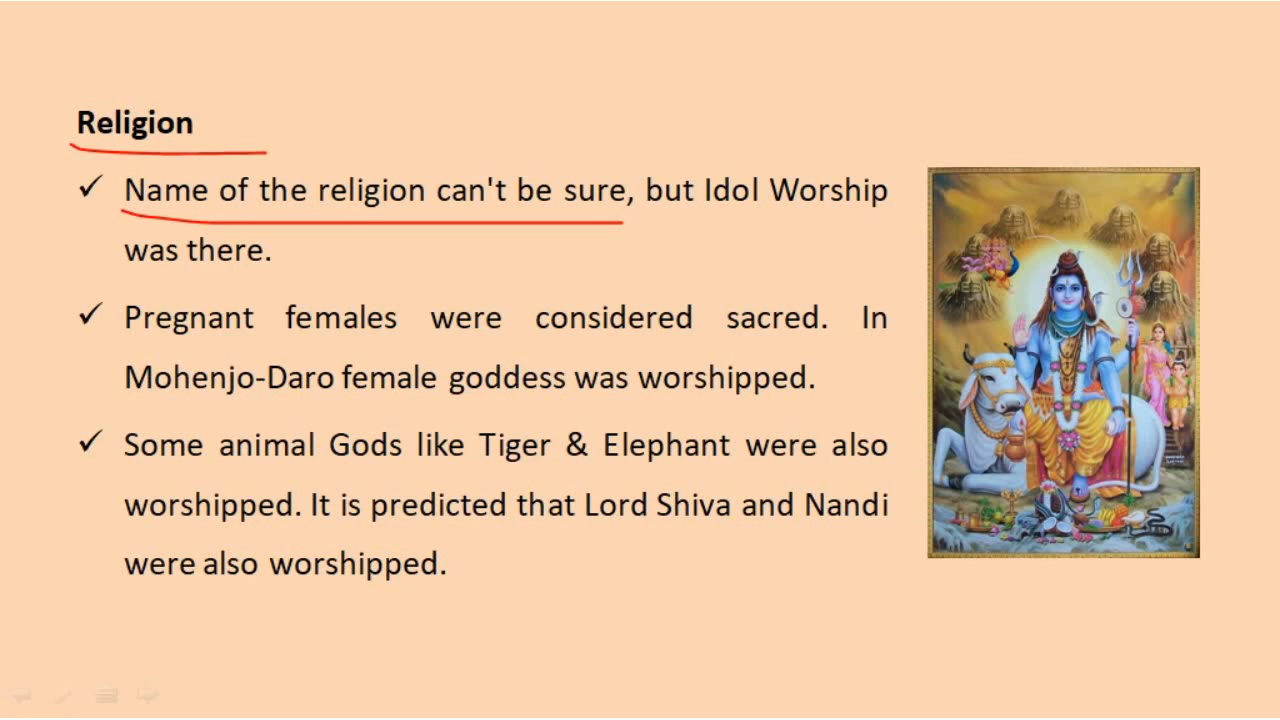 Religion
✓ Name of the religion can't be sure, but Idol Worship
was there.
✓ Pregnant females were considered sacred. In
Mohenjo-Daro female goddess was worshipped.
✓ Some animal Gods like Tiger & Elephant were also
worshipped. It is predicted that Lord Shiva and Nandi
were also worshipped.